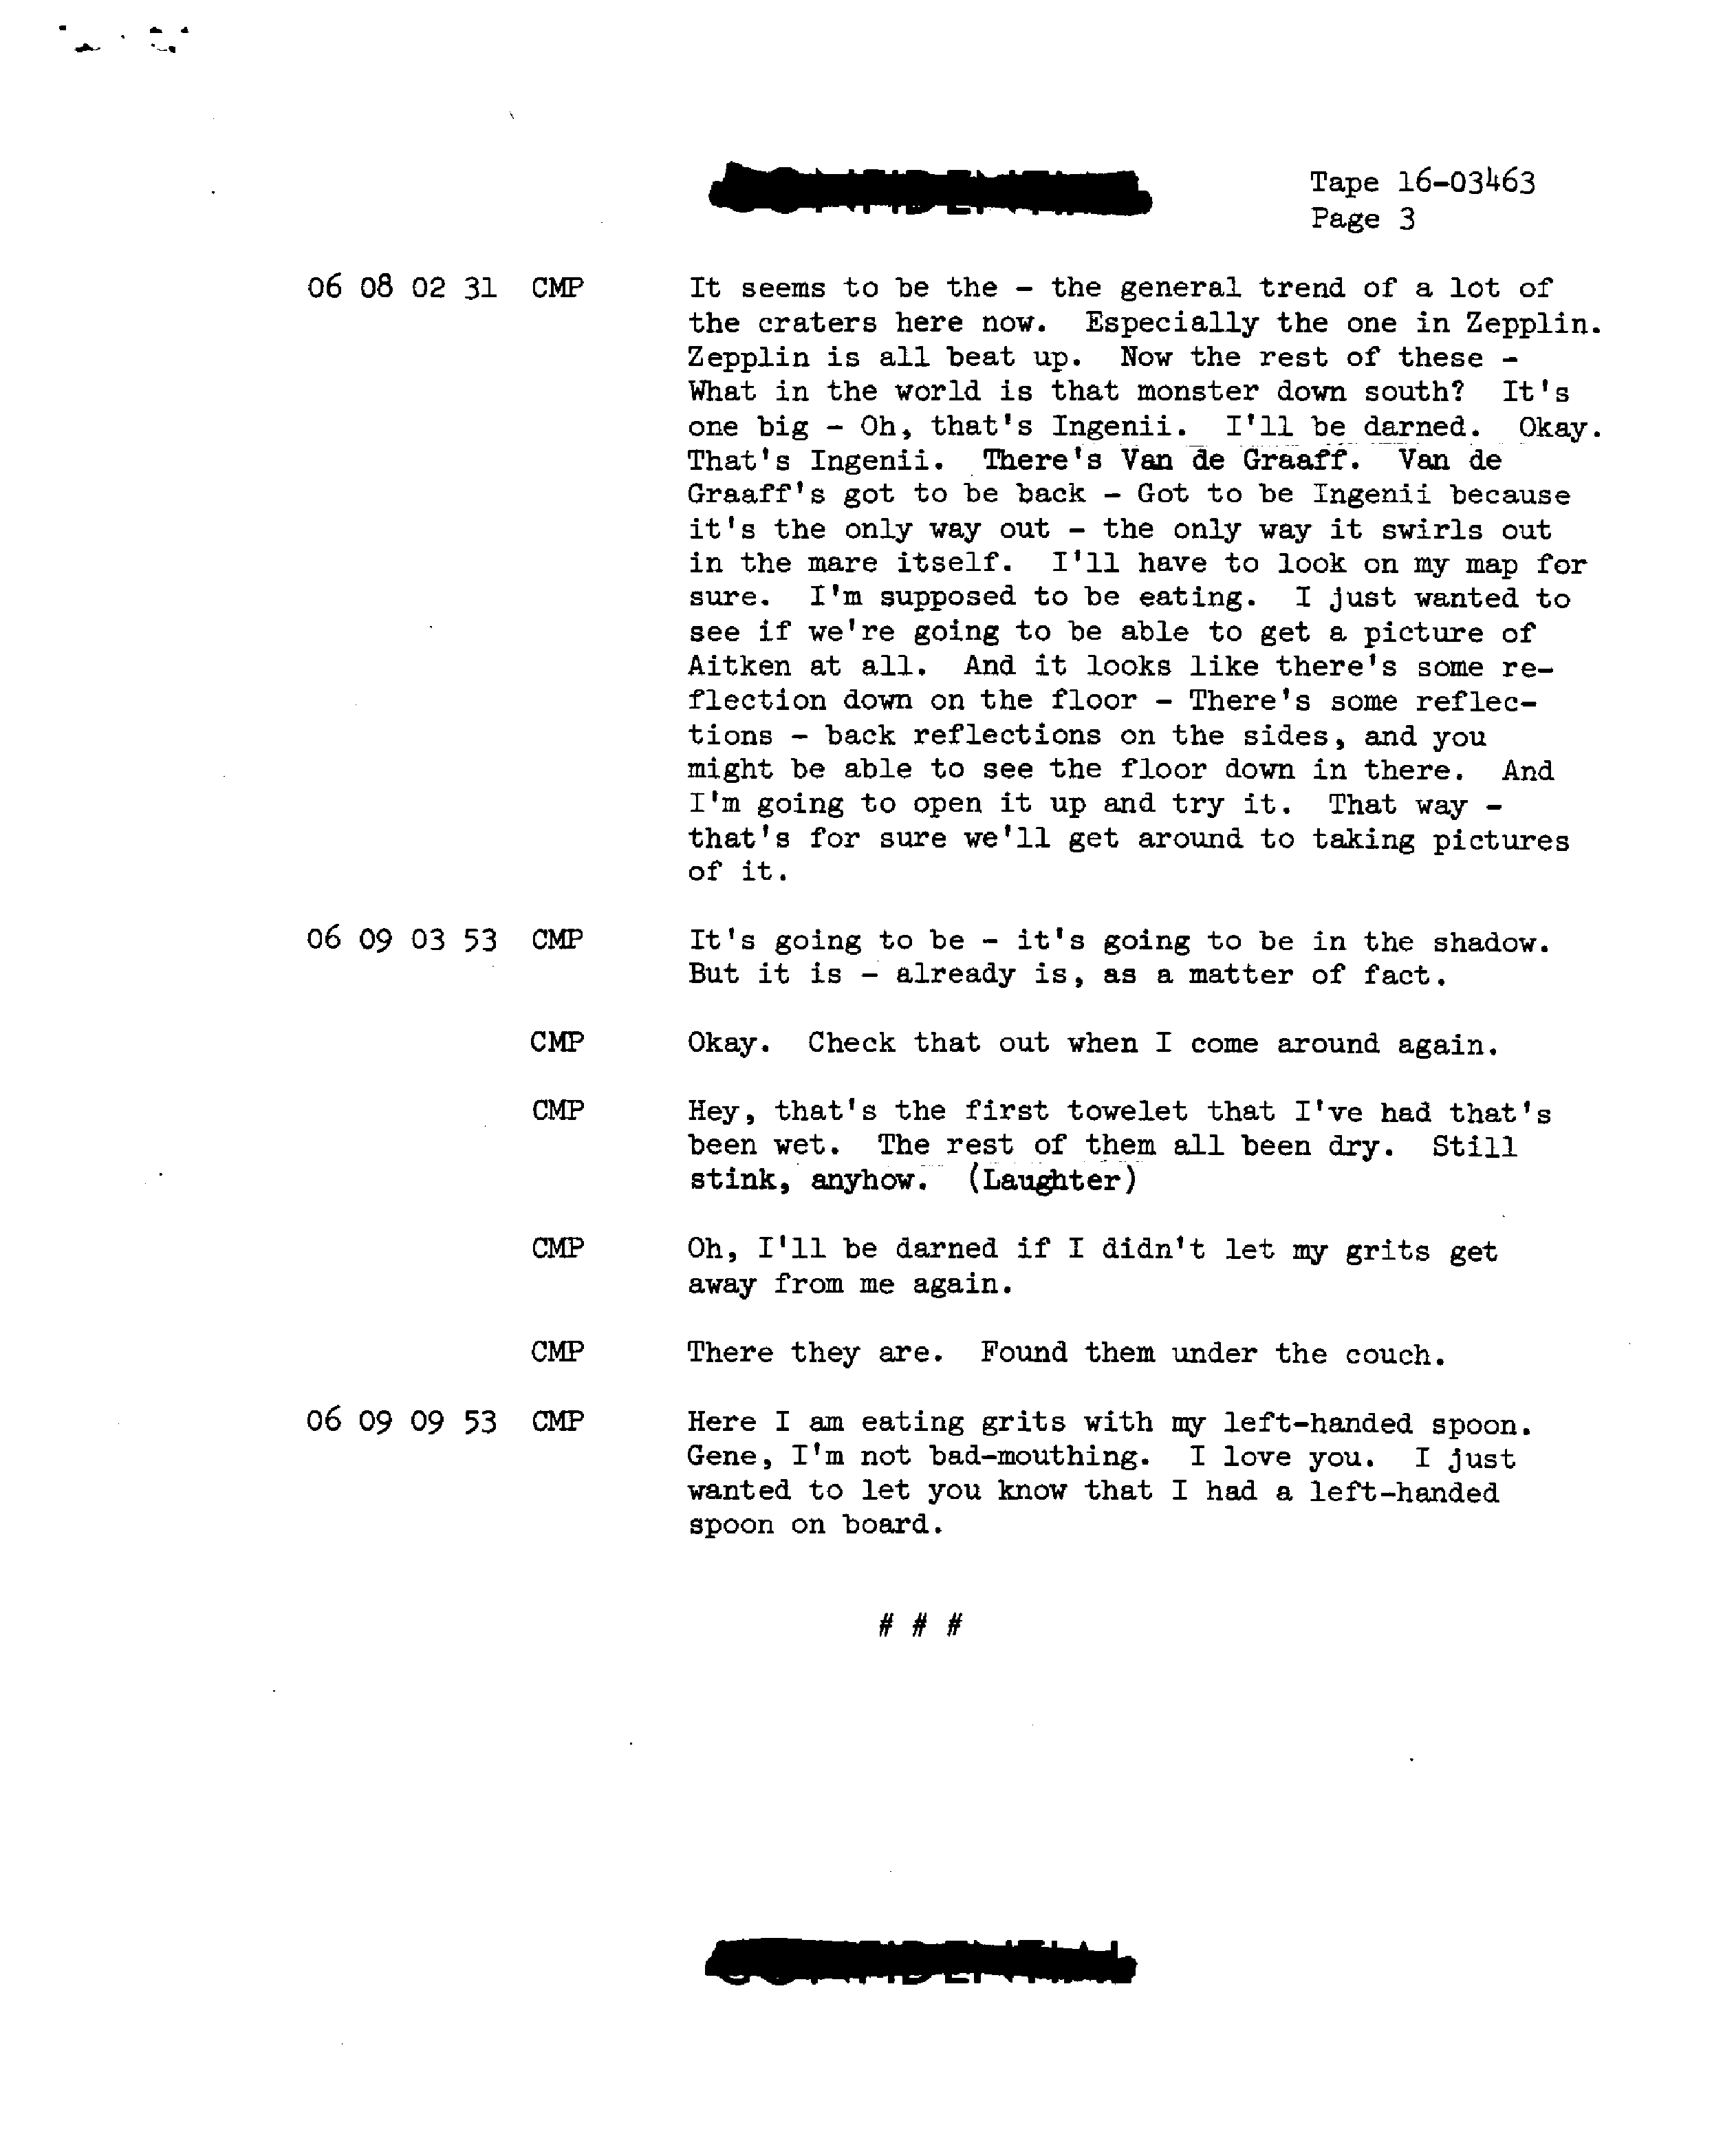 Tape 16-03463
Page 3
06 08 02 31 CMP It seems to be the - the general trend of a lot of
the craters here now. Especially the one in Zepplin.
Zepplin is all beat up. Now the rest of these -
What in the world is that monster down south? It's
one big - Oh, that's Ingenii. I'll be darned. Okay.
That's Ingenii. There's Van de Graaff. Van de
Graaff's got to be back - Got to be Ingenii because
it's the only way out - the only way it swirls out
in the mare itself. I'll have to look on my map for
sure. I'm supposed to be eating. I just wanted to
see if we're going to be able to get a picture of
Aitken at all. And it looks like there's some re-
flection down on the floor - There's some reflec-
tions - back reflections on the sides, and you
might be able to see the floor down in there. And
I'm going to open it up and try it. That way -
that's for sure we'll get around to taking pictures
of it.
06 09 03 53 CMP It's going to be - it's going to be in the shadow.
But it is - already is, as a matter of fact.
CMP Okay. Check that out when I come around again.
CMP Hey, that's the first towelet that I've had that's
been wet. The rest of them all been dry. Still
stink, anyhow. (Laughter)
CMP Oh, I'll be darned if I didn't let my grits get
away from me again.
CMP There they are. Found them under the couch.
06 09 09 53 CMP Here I am eating grits with my left-handed spoon.
Gene, I'm not bad-mouthing. I love you. I just
wanted to let you know that I had a left-handed
spoon on board.
# # #